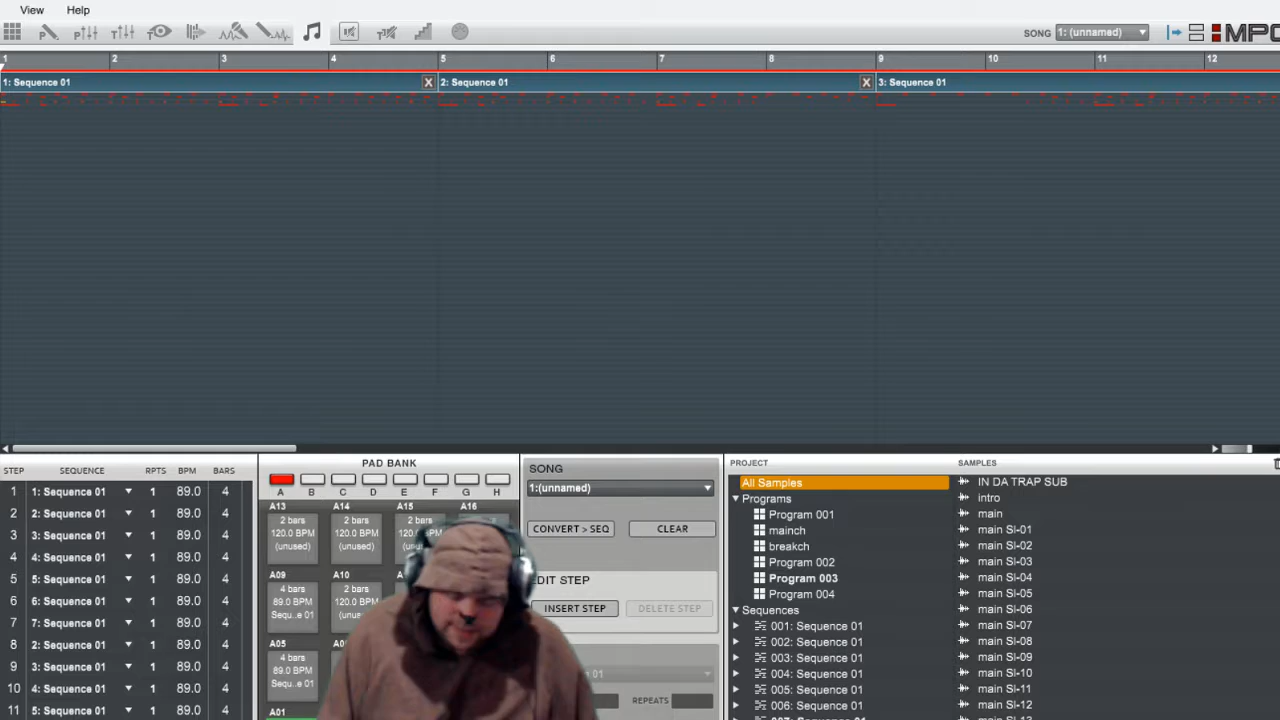 View Help
SONG 1: (unnamed) MPC
1 2 3 4 5 6 7 8 9 10 11 12
1: Sequence 01 X 2: Sequence 01 X 3: Sequence 01
STEP SEQUENCE RPTS BPM BARS
1 1: Sequence 01 1 89.0 4
2 2: Sequence 01 1 89.0 4
3 3: Sequence 01 1 89.0 4
4 4: Sequence 01 1 89.0 4
5 5: Sequence 01 1 89.0 4
6 6: Sequence 01 1 89.0 4
7 7: Sequence 01 1 89.0 4
8 2: Sequence 01 1 89.0 4
9 3: Sequence 01 1 89.0 4
10 4: Sequence 01 1 89.0 4
11 5: Sequence 01 1 89.0 4
PAD BANK
A B C D E F G H
A13 A14 A15 A16
2 bars 2 bars 2 bars 2 bars
120.0 BPM 120.0 BPM 120.0
(unused) (unused) (un
A09 A10
4 bars 2 bars
89.0 BPM 120.0 B
Sequ..e 01 (unus
A05
4 bars
89.0 BPM
Sequ..e 01
A01
SONG
1:(unnamed)
CONVERT > SEQ CLEAR
EDIT STEP
INSERT STEP DELETE STEP
01
REPEATS
PROJECT
All Samples
Programs
Program 001
mainch
breakch
Program 002
Program 003
Program 004
Sequences
001: Sequence 01
002: Sequence 01
003: Sequence 01
004: Sequence 01
005: Sequence 01
006: Sequence 01
007: Sequence 01
SAMPLES
IN DA TRAP SUB
intro
main
main Sl-01
main Sl-02
main Sl-03
main Sl-04
main Sl-05
main Sl-06
main Sl-07
main Sl-08
main Sl-09
main Sl-10
main Sl-11
main Sl-12